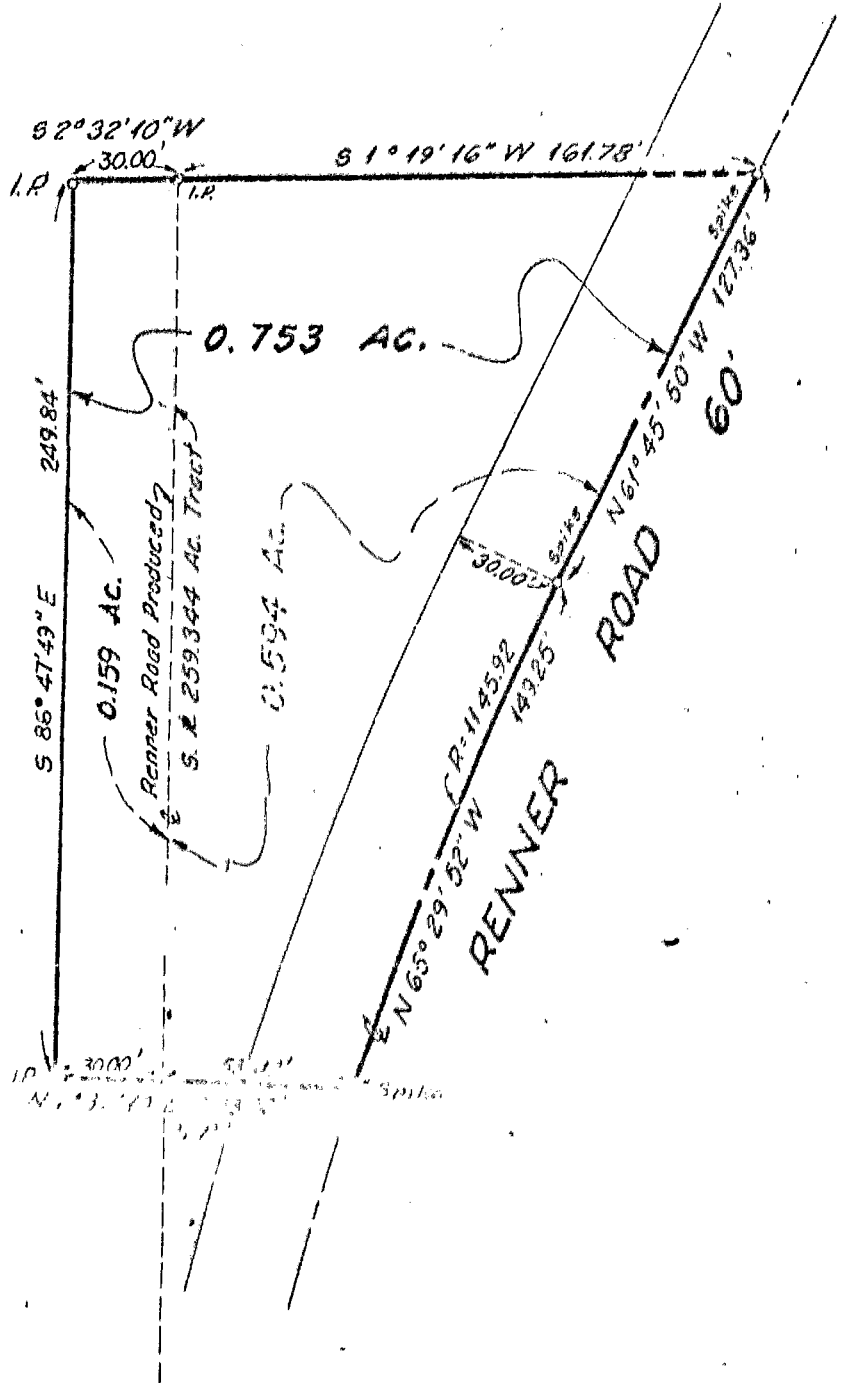 S 2° 32' 10" W
30.00'
S 1° 19' 16" W 161.78'
I.P.
I.P.
Spike
127.36'
N 61° 45' 50" W
60'
0.753 AC.
249.84'
S 86° 47' 49" E
0.159 AC.
Renner Road Produced
S. R 259.344 Ac. Tract
0.594 Ac.
Spike
30.00'
R=1145.92
149.25'
N 65° 29' 52" W
RENNER ROAD
I.P.
30.00'
Spike